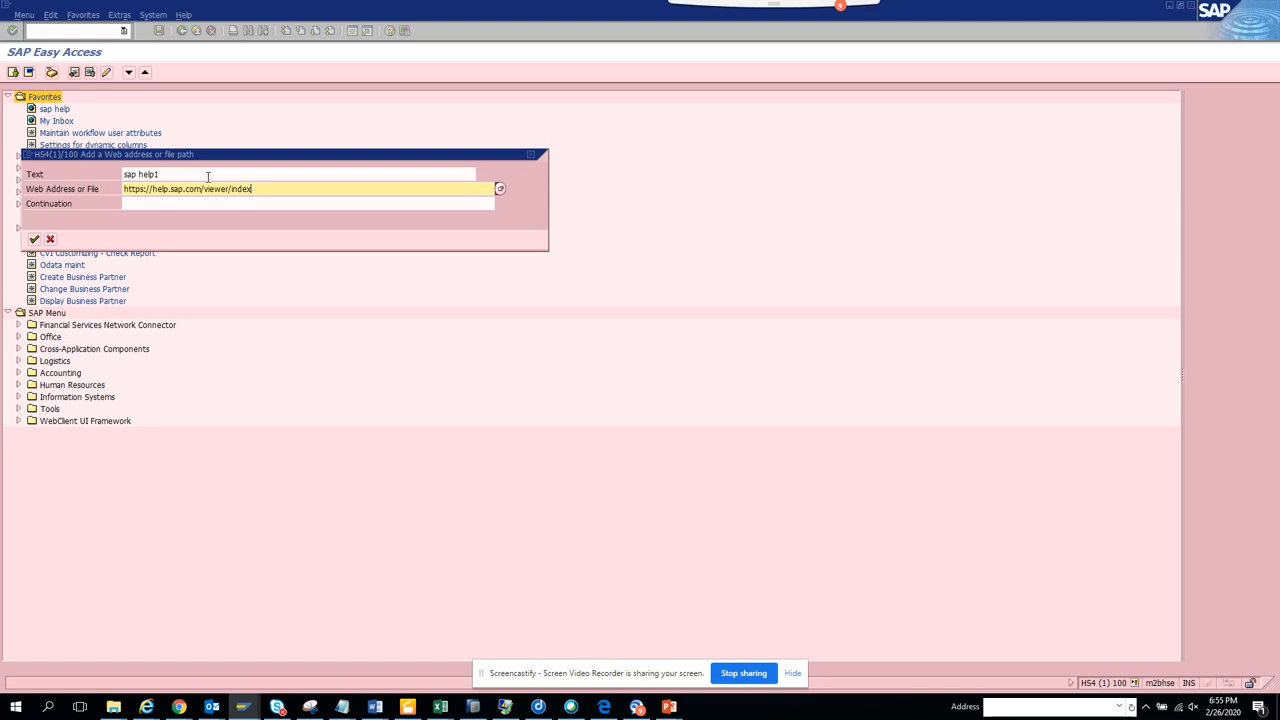 Menu Edit Favorites Extras System Help
SAP
SAP Easy Access
Favorites
sap help
My Inbox
Maintain workflow user attributes
Settings for dynamic columns
HS4(1)/100 Add a Web address or file path
Text sap help1
Web Address or File https://help.sap.com/viewer/index
Continuation
CVI Customizing - Check Report
Odata maint
Create Business Partner
Change Business Partner
Display Business Partner
SAP Menu
Financial Services Network Connector
Office
Cross-Application Components
Logistics
Accounting
Human Resources
Information Systems
Tools
WebClient UI Framework
Screencastify - Screen Video Recorder is sharing your screen. Stop sharing Hide
HS4 (1) 100 m2bhse INS
Address
6:55 PM
2/26/2020